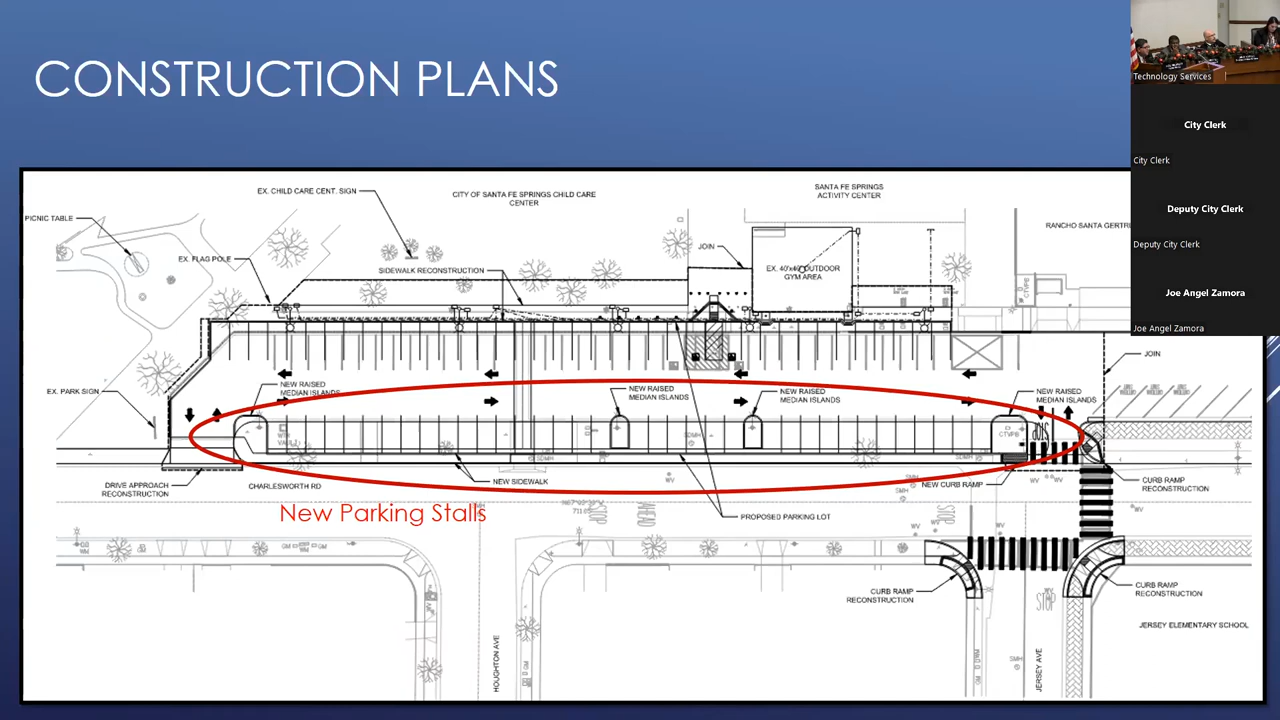 CONSTRUCTION PLANS
Technology Services
City Clerk
City Clerk
Deputy City Clerk
Deputy City Clerk
Joe Angel Zamora
Joe Angel Zamora
EX. CHILD CARE CENT. SIGN
CITY OF SANTA FE SPRINGS CHILD CARE
CENTER
SANTA FE SPRINGS
ACTIVITY CENTER
PICNIC TABLE
RANCHO SANTA GERTR
JOIN
EX. FLAG POLE
SIDEWALK RECONSTRUCTION
EX. 40'x40' OUTDOOR
GYM AREA
JOIN
EX. PARK SIGN
NEW RAISED
MEDIAN ISLANDS
NEW RAISED
MEDIAN ISLANDS
NEW RAISED
MEDIAN ISLANDS
NEW RAISED
MEDIAN ISLANDS
STOP
DRIVE APPROACH
RECONSTRUCTION
CHARLESWORTH RD
NEW SIDEWALK
NEW CURB RAMP
CURB RAMP
RECONSTRUCTION
New Parking Stalls
PROPOSED PARKING LOT
STOP
AHEAD
STOP
CURB RAMP
RECONSTRUCTION
CURB RAMP
RECONSTRUCTION
STOP
JERSEY ELEMENTARY SCHOOL
HOUGHTON AVE
JERSEY AVE